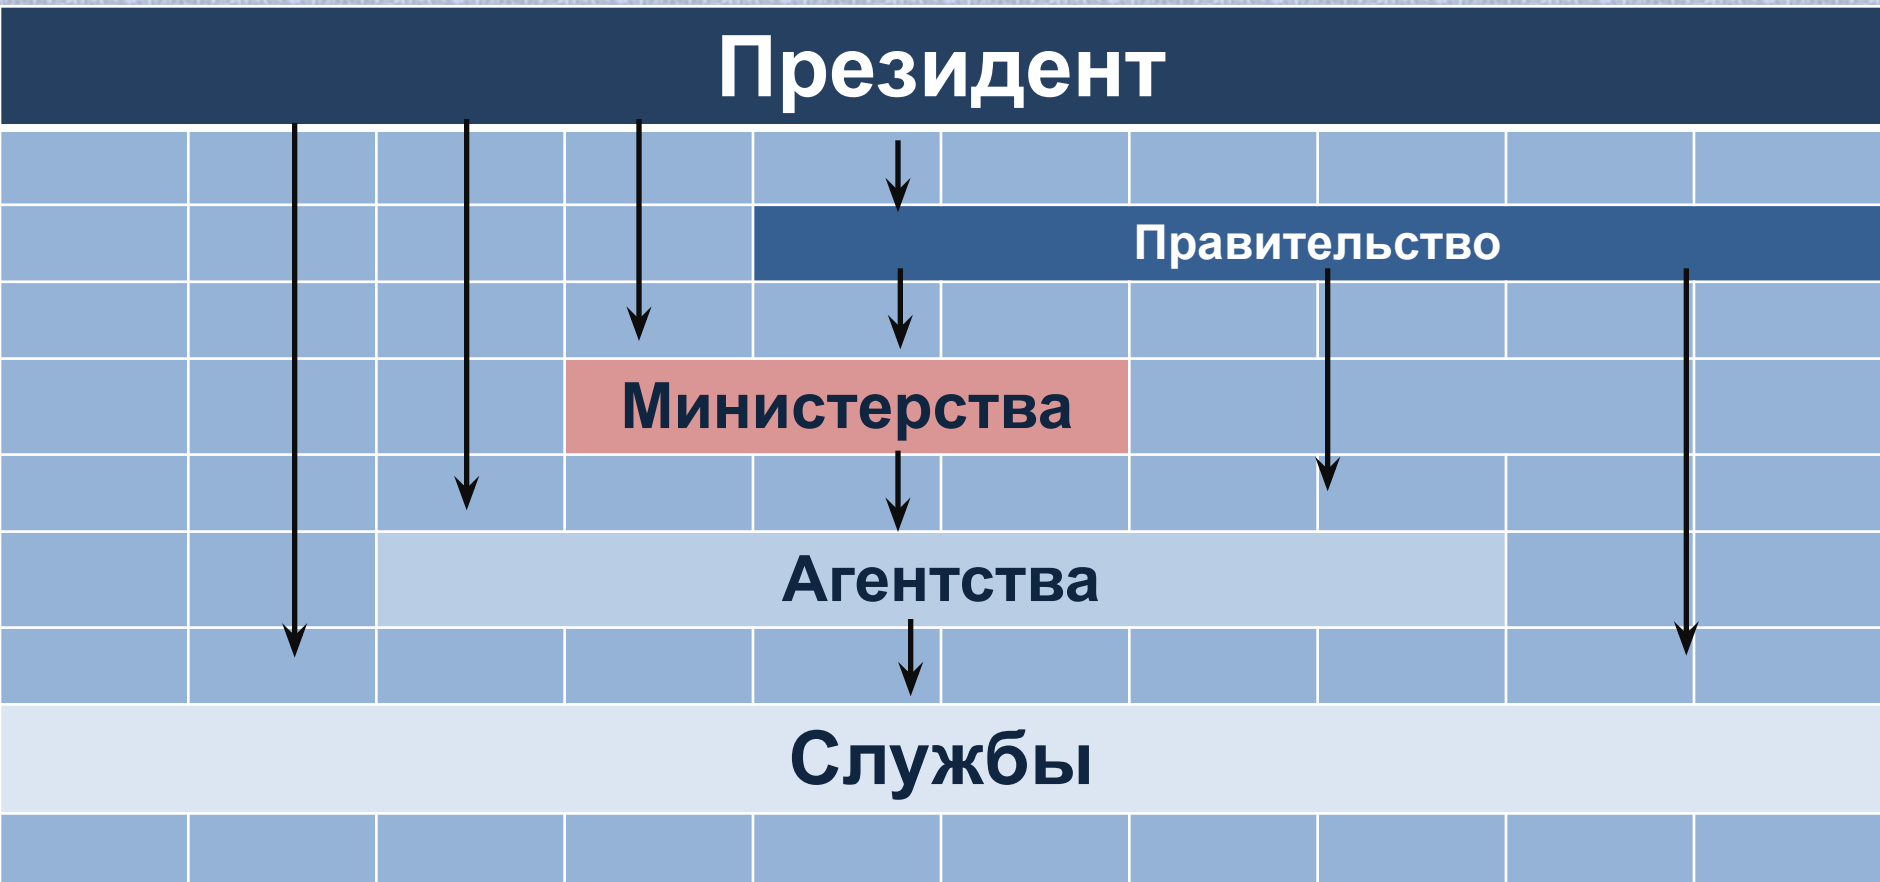 Президент
Правительство
Министерства
Агентства
Службы